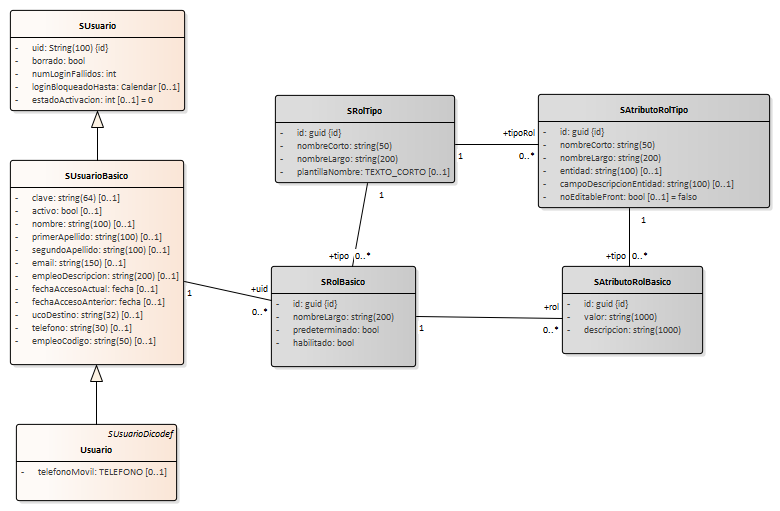 SUsuario
- uid: String(100) {id}
- borrado: bool
- numLoginFallidos: int
- loginBloqueadoHasta: Calendar [0..1]
- estadoActivacion: int [0..1] = 0
SUsuarioBasico
- clave: string(64) [0..1]
- activo: bool [0..1]
- nombre: string(100) [0..1]
- primerApellido: string(100) [0..1]
- segundoApellido: string(100) [0..1]
- email: string(150) [0..1]
- empleoDescripcion: string(200) [0..1]
- fechaAccesoActual: fecha [0..1]
- fechaAccesoAnterior: fecha [0..1]
- ucoDestino: string(32) [0..1]
- telefono: string(30) [0..1]
- empleoCodigo: string(50) [0..1]
SUsuarioDicodef
Usuario
- telefonoMovil: TELEFONO [0..1]
SRolTipo
- id: guid {id}
- nombreCorto: string(50)
- nombreLargo: string(200)
- plantillaNombre: TEXTO_CORTO [0..1]
+tipoRol
1
0..*
SAtributoRolTipo
- id: guid {id}
- nombreCorto: string(50)
- nombreLargo: string(200)
- entidad: string(100) [0..1]
- campoDescripcionEntidad: string(100) [0..1]
- noEditableFront: bool [0..1] = falso
1
+tipo 0..*
1
+tipo 0..*
+uid
1
0..*
SRolBasico
- id: guid {id}
- nombreLargo: string(200)
- predeterminado: bool
- habilitado: bool
+rol
1
0..*
SAtributoRolBasico
- id: guid {id}
- valor: string(1000)
- descripcion: string(1000)